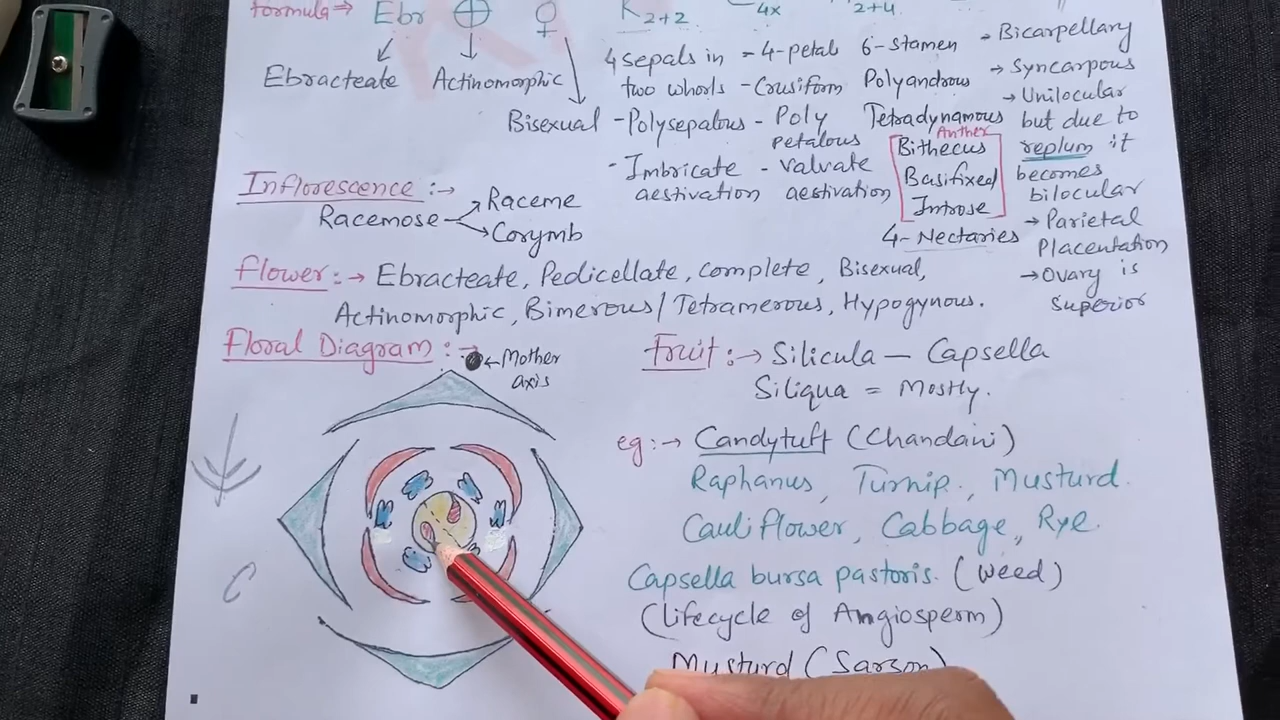 formula → Ebr ⊕ ♀ K2+2 4x 2+4
Ebracteate Actinomorphic
Bisexual
4 sepals in
two whorls
- Polysepalous
- Imbricate
aestivation
- 4-petal
- Crusiform
- Poly
petalous
- valvate
aestivation
6-stamen
Polyandrous
Tetradynamous
Anther
Bithecus
Basifixed
Introse
4-Nectaries
- Bicarpellary
→ Syncarpous
→ Unilocular
but due to
replum it
becomes
bilocular
→ Parietal
Placentation
→ Ovary is
superior
Inflorescence :→
Racemose
Raceme
Corymb
flower :→ Ebracteate, Pedicellate, complete, Bisexual,
Actinomorphic, Bimerous/Tetramerous, Hypogynous.
Floral Diagram :→
← Mother
axis
Fruit :→ Silicula — Capsella
Siliqua = Mostly.
eg :→ Candytuft (Chandani)
Raphanus, Turnip, Musturd
Cauliflower, Cabbage, Rye.
Capsella bursa pastoris. (weed)
(lifecycle of Angiosperm)
Musturd (Sarson)